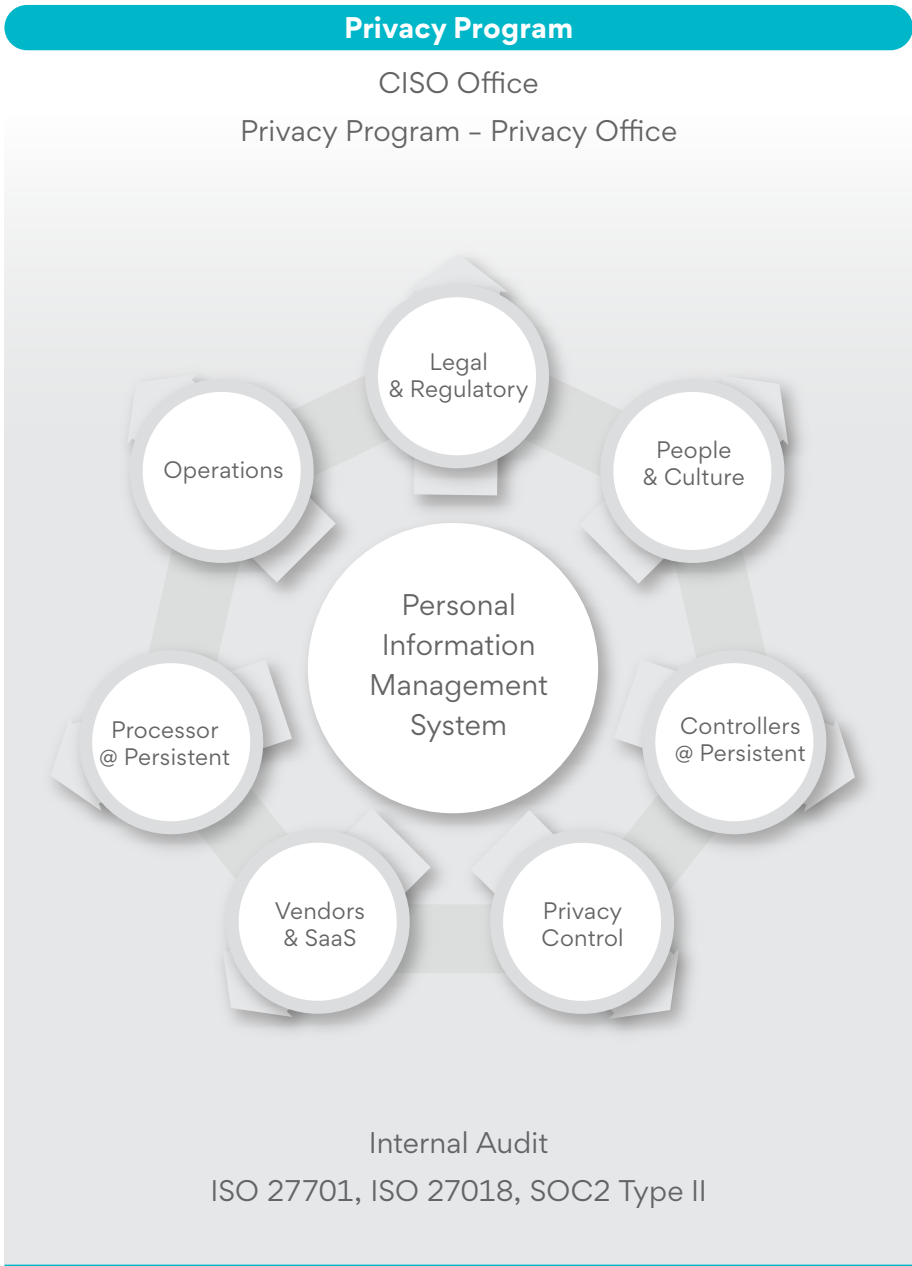 Privacy Program
CISO Office
Privacy Program – Privacy Office
Legal
& Regulatory
Operations
People
& Culture
Personal
Information
Management
System
Processor
@ Persistent
Controllers
@ Persistent
Vendors
& SaaS
Privacy
Control
Internal Audit
ISO 27701, ISO 27018, SOC2 Type II